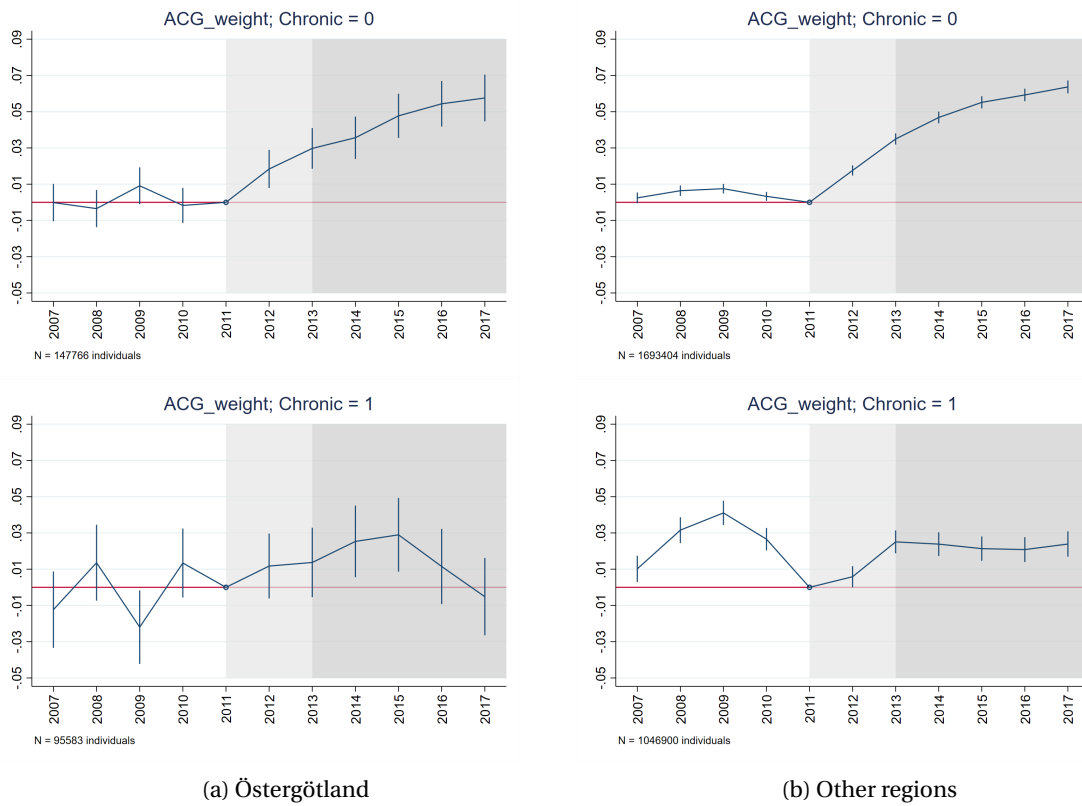 ACG_weight; Chronic = 0
.09
.07
.05
.03
.01
-.01
-.03
-.05
2007 2008 2009 2010 2011 2012 2013 2014 2015 2016 2017
N = 147766 individuals
ACG_weight; Chronic = 0
.09
.07
.05
.03
.01
-.01
-.03
-.05
2007 2008 2009 2010 2011 2012 2013 2014 2015 2016 2017
N = 1693404 individuals
ACG_weight; Chronic = 1
.09
.07
.05
.03
.01
-.01
-.03
-.05
2007 2008 2009 2010 2011 2012 2013 2014 2015 2016 2017
N = 95583 individuals
ACG_weight; Chronic = 1
.09
.07
.05
.03
.01
-.01
-.03
-.05
2007 2008 2009 2010 2011 2012 2013 2014 2015 2016 2017
N = 1046900 individuals
(a) Östergötland
(b) Other regions